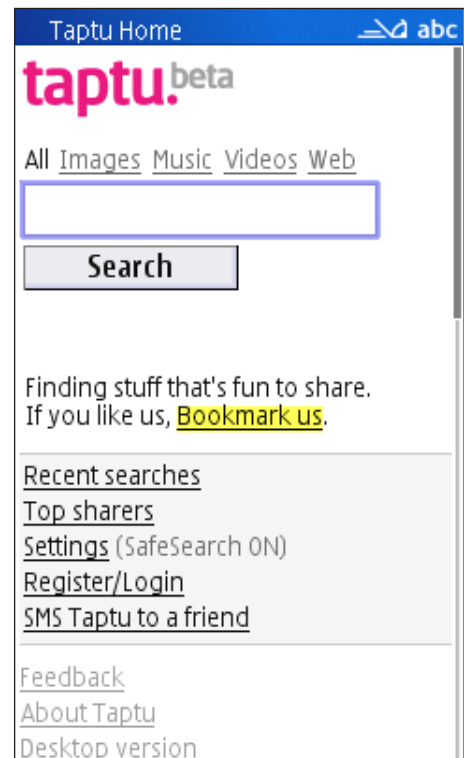 Taptu Home abc
taptu.beta
All Images Music Videos Web
Search
Finding stuff that's fun to share.
If you like us, Bookmark us.
Recent searches
Top sharers
Settings (SafeSearch ON)
Register/Login
SMS Taptu to a friend
Feedback
About Taptu
Desktop version